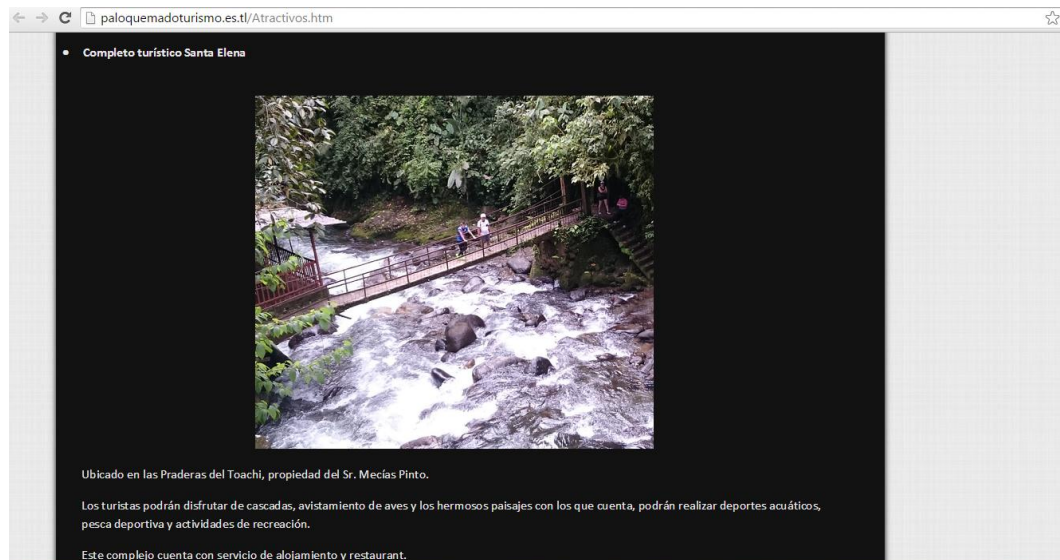 paloquemadoturismo.es.tl/Atractivos.htm
Completo turístico Santa Elena
Ubicado en las Praderas del Toachi, propiedad del Sr. Mecías Pinto.
Los turistas podrán disfrutar de cascadas, avistamiento de aves y los hermosos paisajes con los que cuenta, podrán realizar deportes acuáticos,
pesca deportiva y actividades de recreación.
Este complejo cuenta con servicio de alojamiento y restaurant.